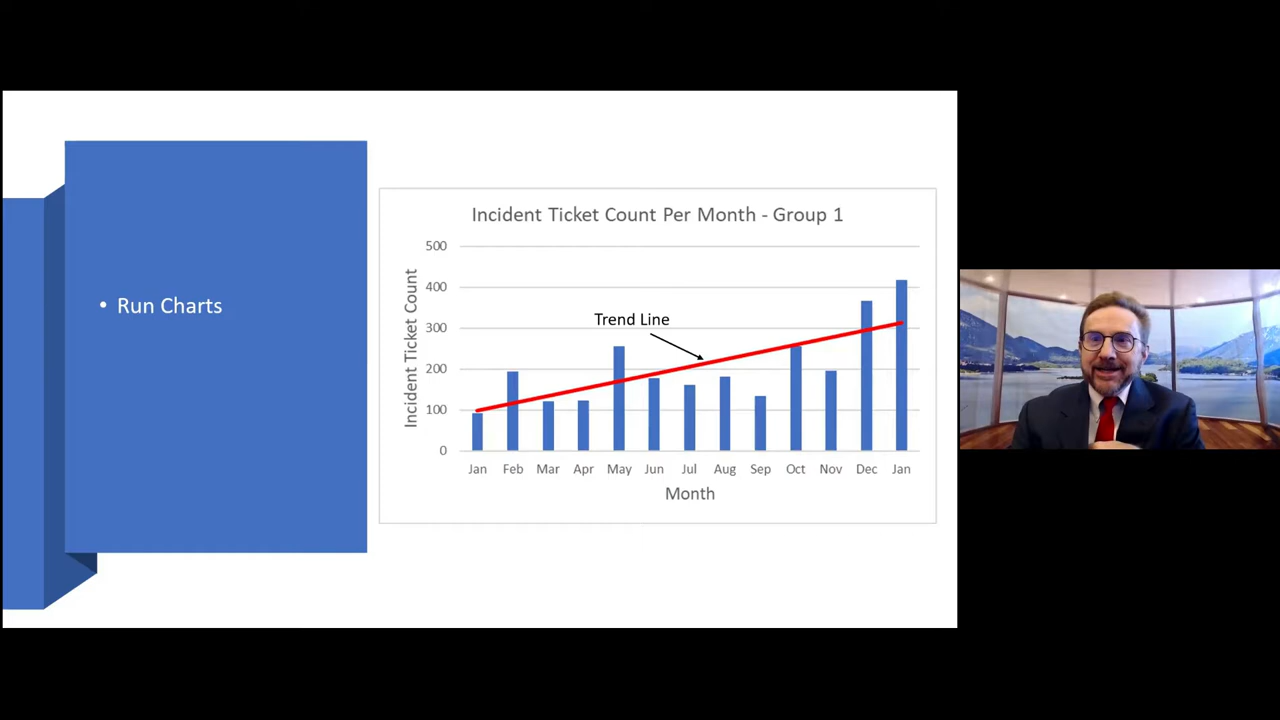 • Run Charts
Incident Ticket Count Per Month - Group 1
Incident Ticket Count
500
400
300
200
100
0
Trend Line
Jan Feb Mar Apr May Jun Jul Aug Sep Oct Nov Dec Jan
Month